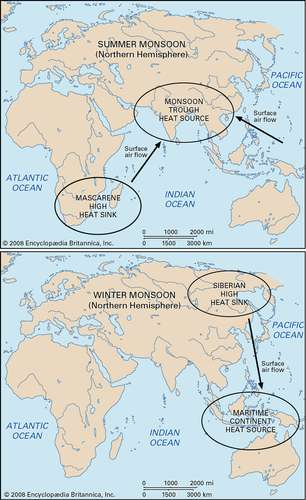 SUMMER MONSOON
(Northern Hemisphere)
PACIFIC
OCEAN
MONSOON
TROUGH
HEAT SOURCE
Surface
air flow
Surface
air flow
ATLANTIC
OCEAN
MASCARENE
HIGH
HEAT SINK
INDIAN
OCEAN
0 1000 2000 mi
0 1500 3000 km
© 2008 Encyclopædia Britannica, Inc.
WINTER MONSOON
(Northern Hemisphere)
SIBERIAN
HIGH
HEAT SINK
PACIFIC
OCEAN
Surface
air flow
ATLANTIC
OCEAN
INDIAN
OCEAN
MARITIME
CONTINENT
HEAT SOURCE
0 1000 2000 mi
0 1500 3000 km
© 2008 Encyclopædia Britannica, Inc.